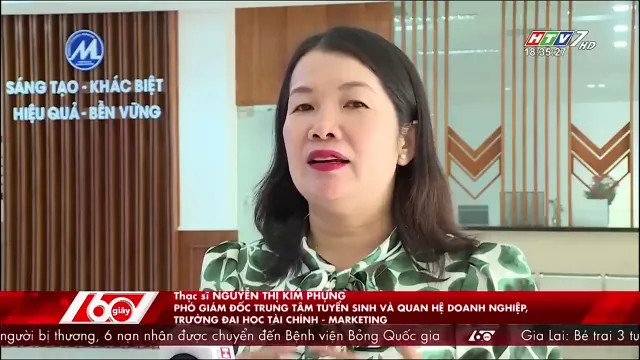 HTV7 HD
18:35:27
M
SÁNG TẠO - KHÁC BIỆT
HIỆU QUẢ - BỀN VỮNG
60 giây
Thạc sĩ NGUYỄN THỊ KIM PHỤNG
PHÓ GIÁM ĐỐC TRUNG TÂM TUYỂN SINH VÀ QUAN HỆ DOANH NGHIỆP,
TRƯỜNG ĐẠI HỌC TÀI CHÍNH - MARKETING
người bị thương, 6 nạn nhân được chuyển đến Bệnh viện Bỏng Quốc gia 60 giây Gia Lai: Bé trai 3 t